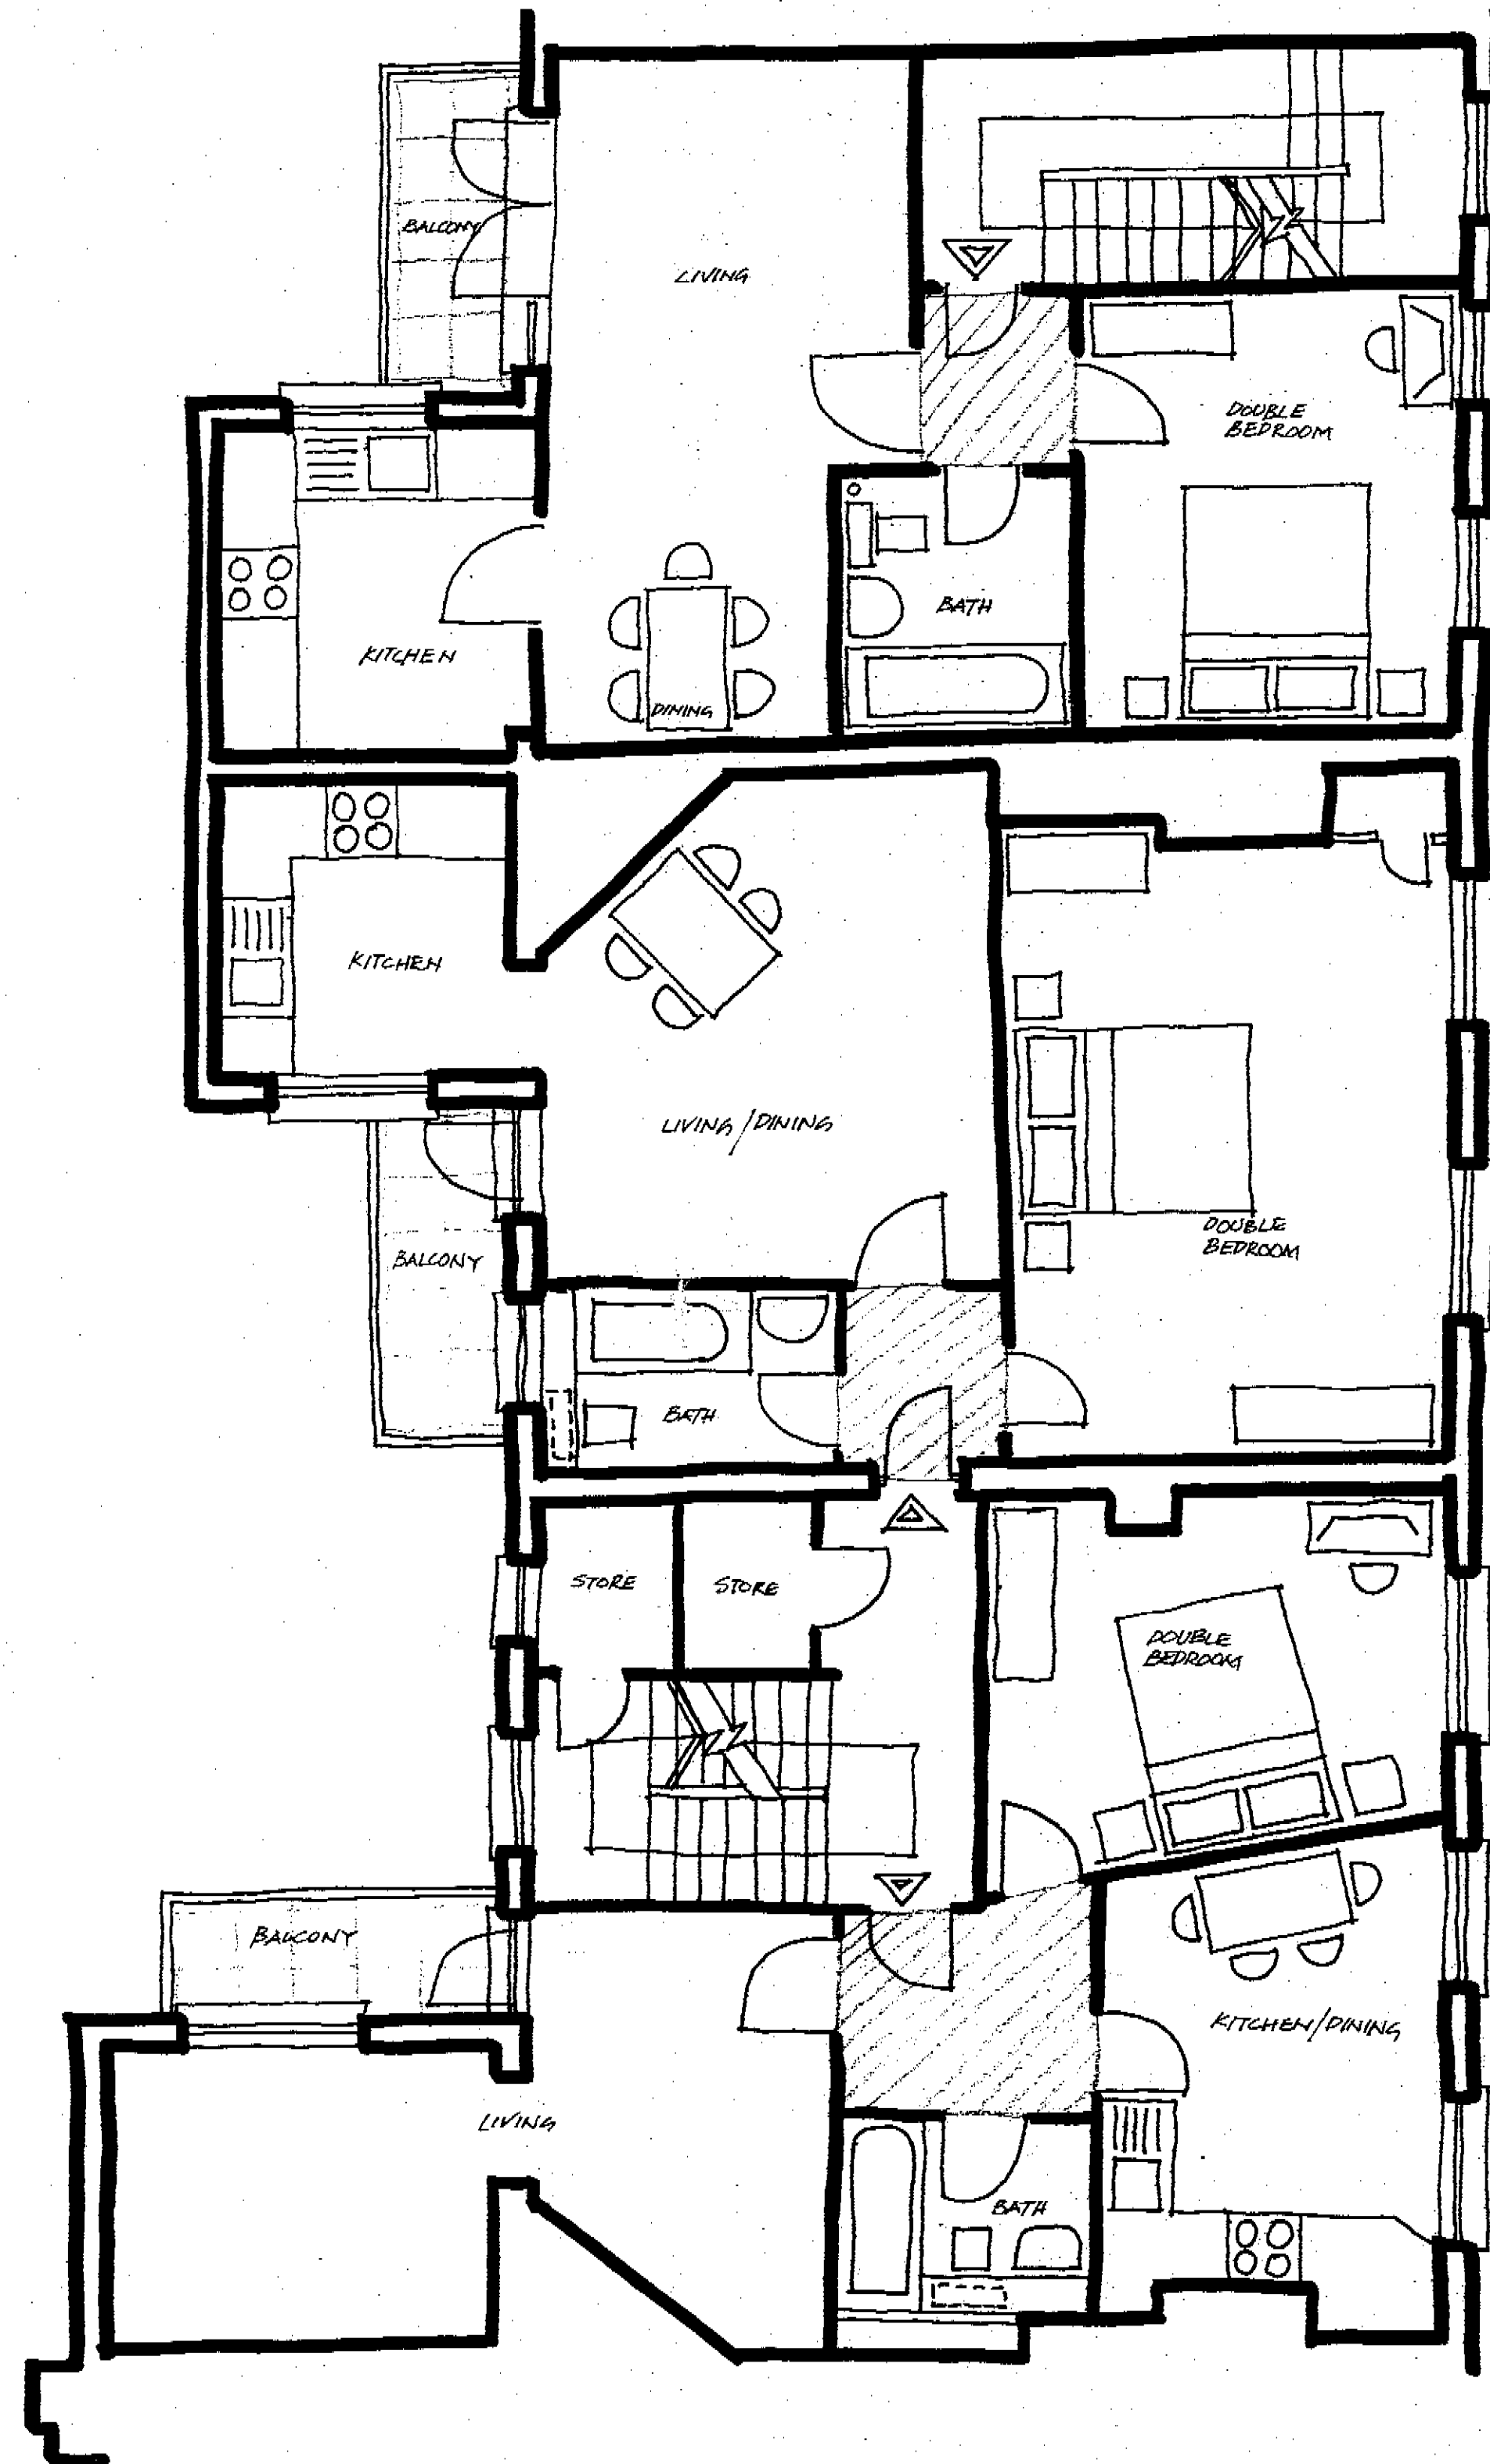 BALCONY
LIVING
DOUBLE
BEDROOM
BATH
KITCHEN
DINING
KITCHEN
LIVING/DINING
DOUBLE
BEDROOM
BALCONY
BATH
STORE
STORE
DOUBLE
BEDROOM
BALCONY
KITCHEN/DINING
LIVING
BATH